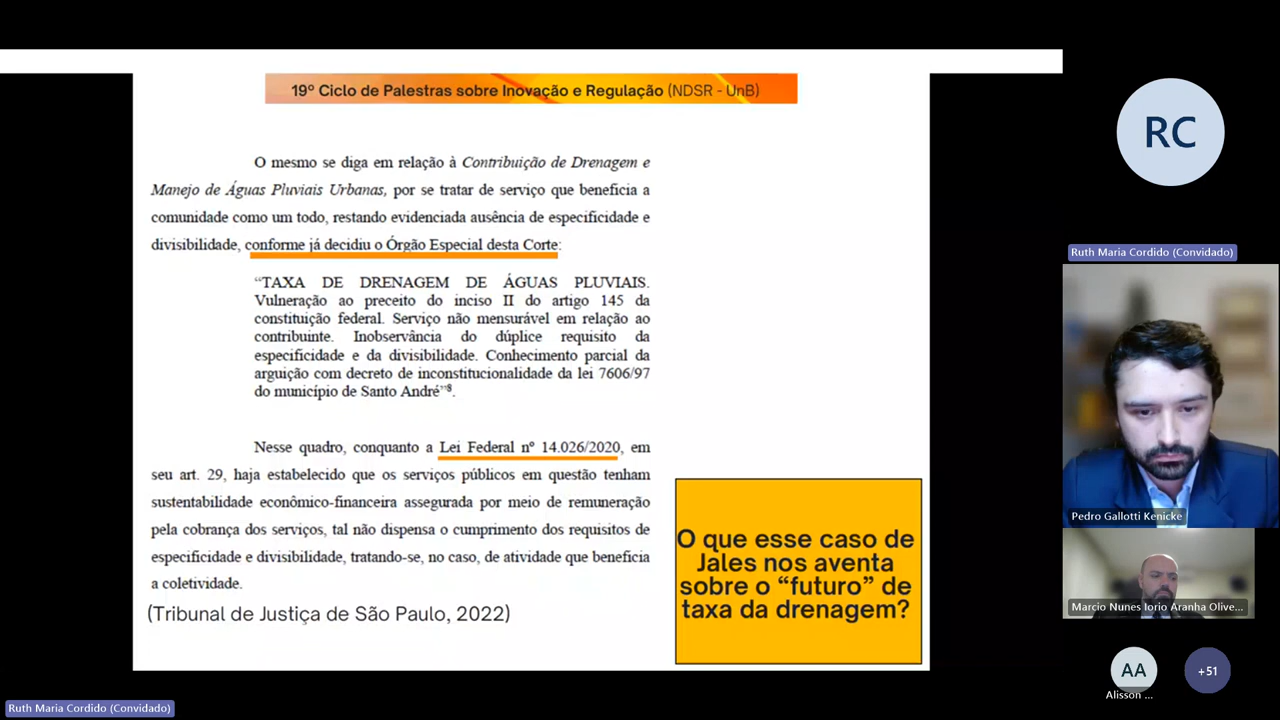 19º Ciclo de Palestras sobre Inovação e Regulação (NDSR - UnB)
O mesmo se diga em relação à Contribuição de Drenagem e
Manejo de Águas Pluviais Urbanas, por se tratar de serviço que beneficia a
comunidade como um todo, restando evidenciada ausência de especificidade e
divisibilidade, conforme já decidiu o Órgão Especial desta Corte:
“TAXA DE DRENAGEM DE ÁGUAS PLUVIAIS.
Vulneração ao preceito do inciso II do artigo 145 da
constituição federal. Serviço não mensurável em relação ao
contribuinte. Inobservância do dúplice requisito da
especificidade e da divisibilidade. Conhecimento parcial da
arguição com decreto de inconstitucionalidade da lei 7606/97
do município de Santo André”⁸.
Nesse quadro, conquanto a Lei Federal nº 14.026/2020, em
seu art. 29, haja estabelecido que os serviços públicos em questão tenham
sustentabilidade econômico-financeira assegurada por meio de remuneração
pela cobrança dos serviços, tal não dispensa o cumprimento dos requisitos de
especificidade e divisibilidade, tratando-se, no caso, de atividade que beneficia
a coletividade.
(Tribunal de Justiça de São Paulo, 2022)
O que esse caso de
Jales nos aventa
sobre o “futuro” de
taxa da drenagem?
RC
Ruth Maria Cordido (Convidado)
Pedro Gallotti Kenicke
Marcio Nunes Iorio Aranha Olive...
AA
+51
Alisson ...
Ruth Maria Cordido (Convidado)